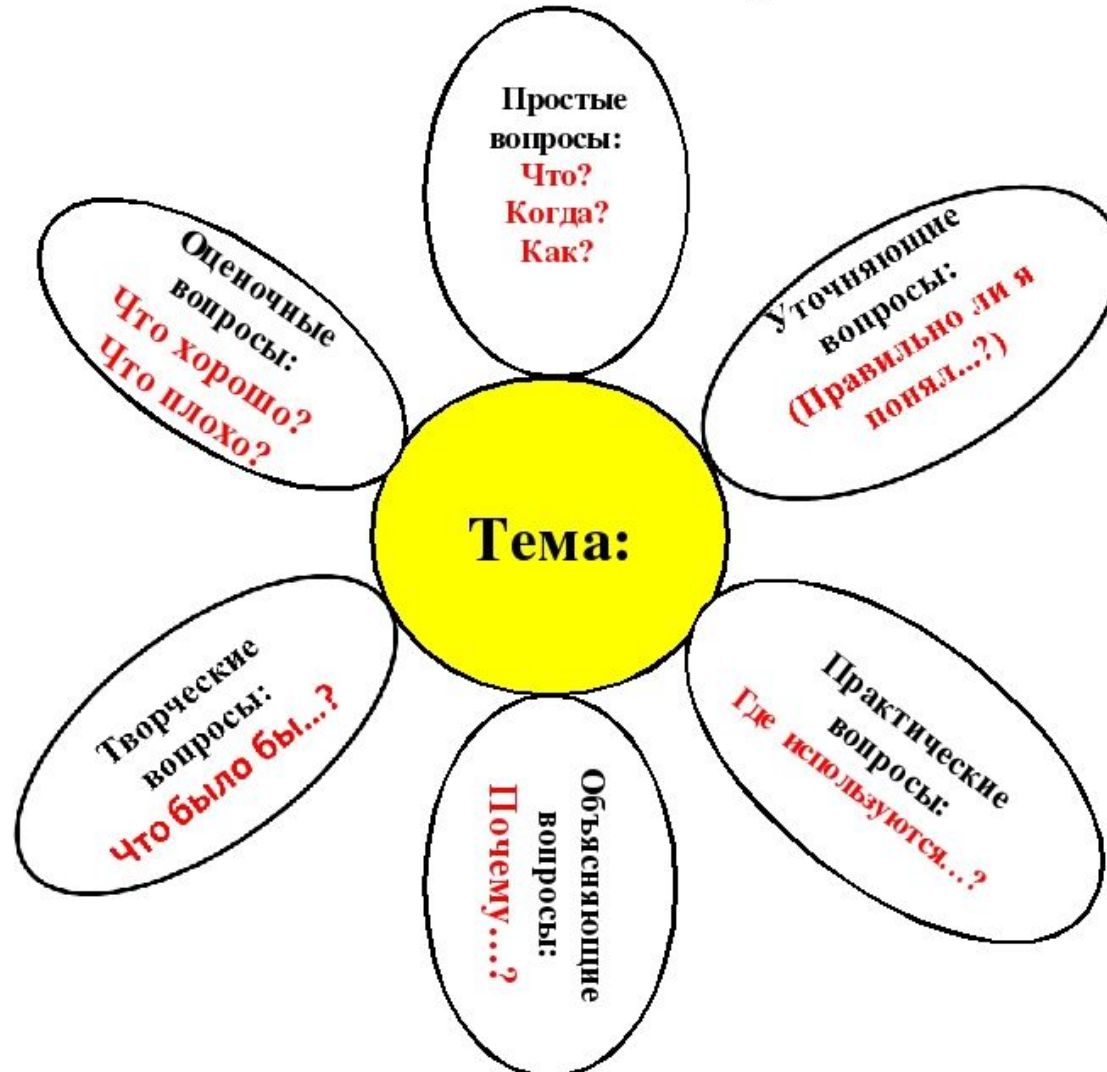 Простые
вопросы:
Что?
Когда?
Как?
Уточняющие
вопросы:
(Правильно ли я
понял...?)
Практические
вопросы:
Где используются…?
Объясняющие
вопросы:
Почему…?
Творческие
вопросы:
Что было бы...?
Оценочные
вопросы:
Что хорошо?
Что плохо?
Тема: